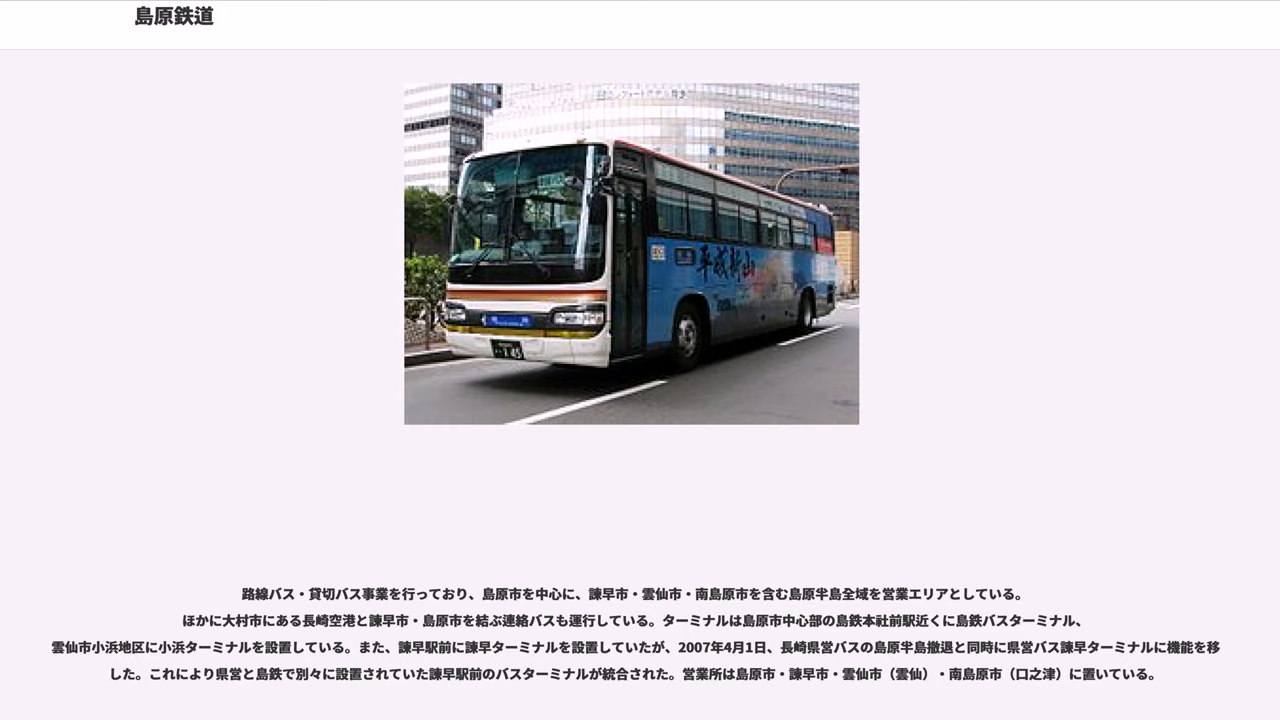 島原鉄道
平成新山
路線バス・貸切バス事業を行っており、島原市を中心に、諫早市・雲仙市・南島原市を含む島原半島全域を営業エリアとしている。
ほかに大村市にある長崎空港と諫早市・島原市を結ぶ連絡バスも運行している。ターミナルは島原市中心部の島鉄本社前駅近くに島鉄バスターミナル、
雲仙市小浜地区に小浜ターミナルを設置している。また、諫早駅前に諫早ターミナルを設置していたが、2007年4月1日、長崎県営バスの島原半島撤退と同時に県営バス諫早ターミナルに機能を移
した。これにより県営と島鉄で別々に設置されていた諫早駅前のバスターミナルが統合された。営業所は島原市・諫早市・雲仙市（雲仙）・南島原市（口之津）に置いている。